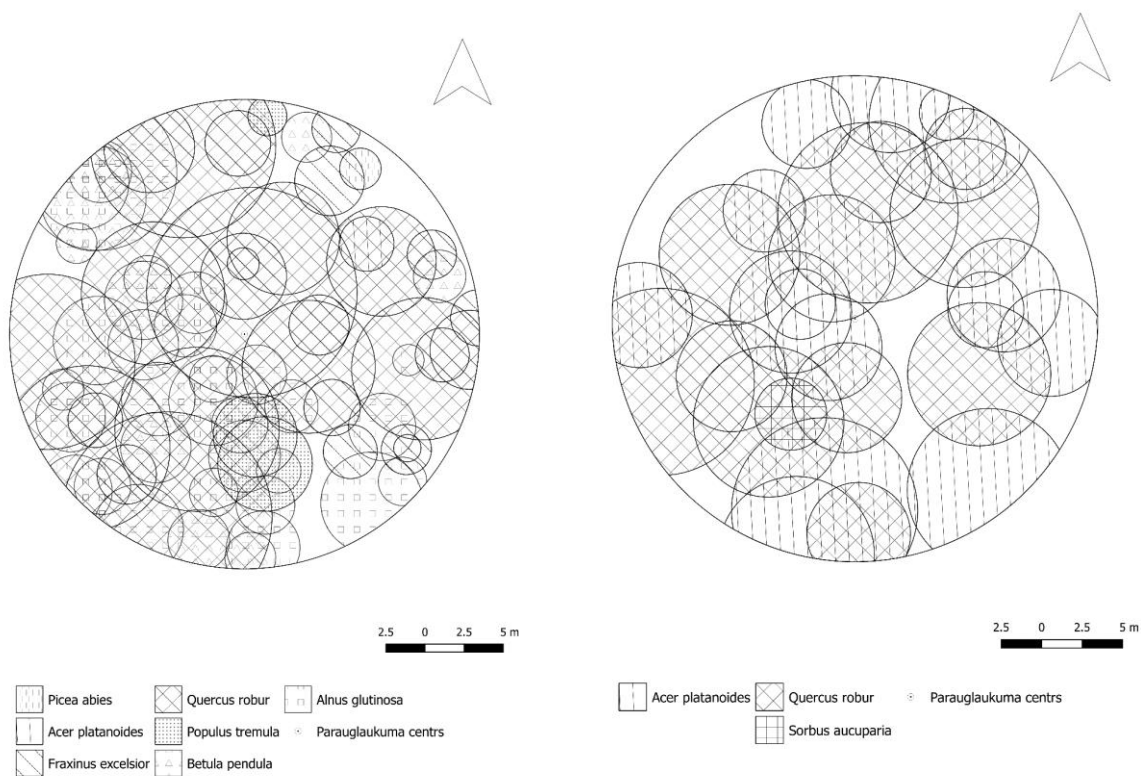 2.5 0 2.5 5 m
Picea abies Quercus robur Alnus glutinosa
Acer platanoides Populus tremula Parauglaukuma centrs
Fraxinus excelsior Betula pendula
2.5 0 2.5 5 m
Acer platanoides Quercus robur Parauglaukuma centrs
Sorbus aucuparia